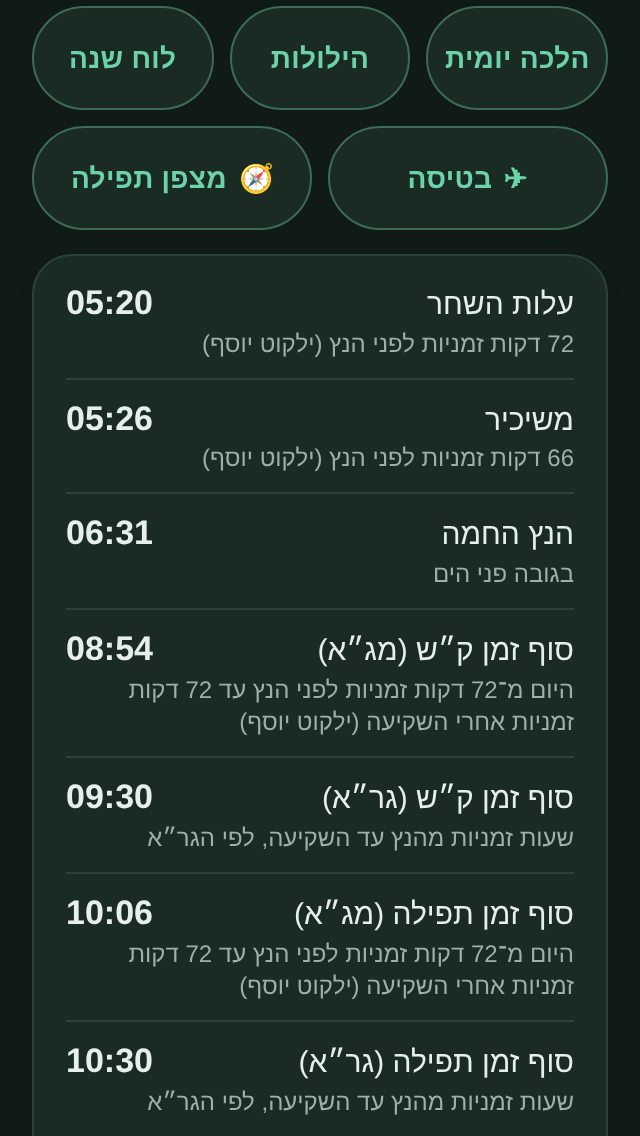 הלכה יומית
הילולות
לוח שנה
✈ בטיסה
🧭 מצפן תפילה
עלות השחר 05:20
72 דקות זמניות לפני הנץ (ילקוט יוסף)
משיכיר 05:26
66 דקות זמניות לפני הנץ (ילקוט יוסף)
הנץ החמה 06:31
בגובה פני הים
סוף זמן ק״ש (מג״א) 08:54
היום מ־72 דקות זמניות לפני הנץ עד 72 דקות
זמניות אחרי השקיעה (ילקוט יוסף)
סוף זמן ק״ש (גר״א) 09:30
שעות זמניות מהנץ עד השקיעה, לפי הגר״א
סוף זמן תפילה (מג״א) 10:06
היום מ־72 דקות זמניות לפני הנץ עד 72 דקות
זמניות אחרי השקיעה (ילקוט יוסף)
סוף זמן תפילה (גר״א) 10:30
שעות זמניות מהנץ עד השקיעה, לפי הגר״א